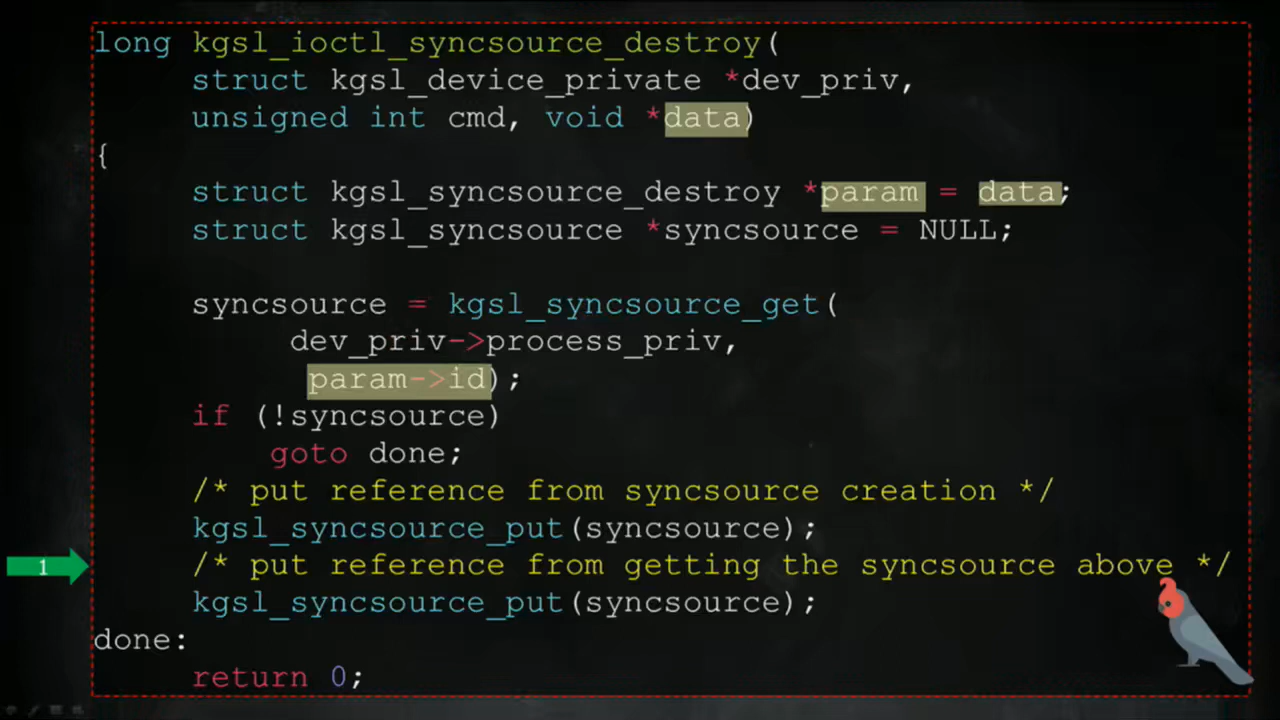 long kgsl_ioctl_syncsource_destroy(
struct kgsl_device_private *dev_priv,
unsigned int cmd, void *data)
{
struct kgsl_syncsource_destroy *param = data;
struct kgsl_syncsource *syncsource = NULL;
syncsource = kgsl_syncsource_get(
dev_priv->process_priv,
param->id);
if (!syncsource)
goto done;
/* put reference from syncsource creation */
kgsl_syncsource_put(syncsource);
1 /* put reference from getting the syncsource above */
kgsl_syncsource_put(syncsource);
done:
return 0;